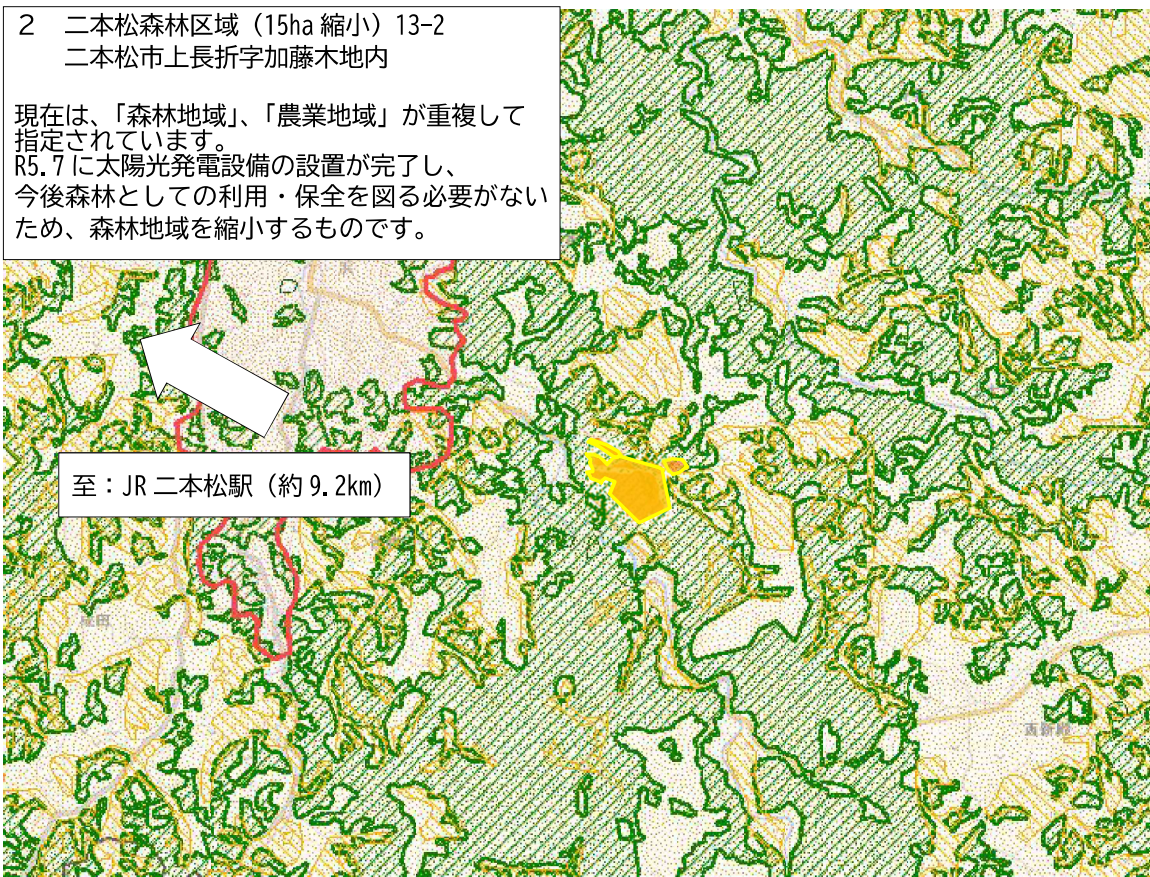 ２　二本松森林区域（15ha 縮小）13-2
二本松市上長折字加藤木地内
現在は、「森林地域」、「農業地域」が重複して
指定されています。
R5.7 に太陽光発電設備の設置が完了し、
今後森林としての利用・保全を図る必要がない
ため、森林地域を縮小するものです。
至：JR 二本松駅（約 9.2km）